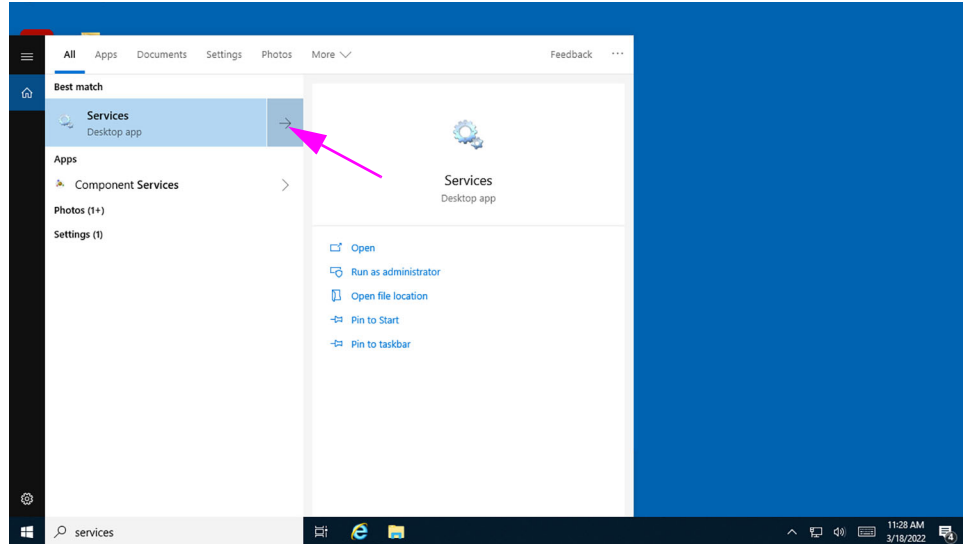 All Apps Documents Settings Photos More Feedback ...
Best match
Services
Desktop app
Apps
Component Services
Photos (1+)
Settings (1)
Services
Desktop app
Open
Run as administrator
Open file location
Pin to Start
Pin to taskbar
services
11:28 AM
3/18/2022
4